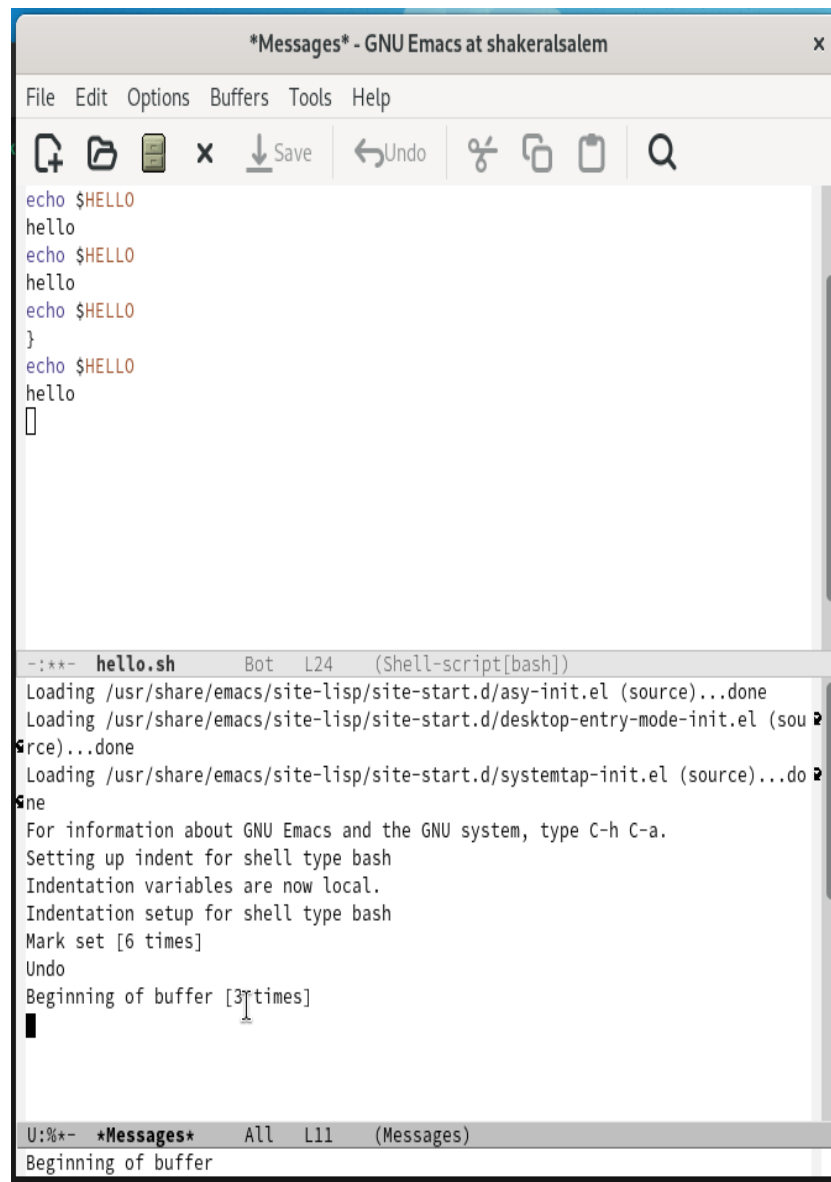 *Messages* - GNU Emacs at shakeralsalem
File Edit Options Buffers Tools Help
Save Undo
echo $HELLO
hello
echo $HELLO
hello
echo $HELLO
}
echo $HELLO
hello
-:**- hello.sh Bot L24 (Shell-script[bash])
Loading /usr/share/emacs/site-lisp/site-start.d/asy-init.el (source)...done
Loading /usr/share/emacs/site-lisp/site-start.d/desktop-entry-mode-init.el (sou
rce)...done
Loading /usr/share/emacs/site-lisp/site-start.d/systemtap-init.el (source)...do
ne
For information about GNU Emacs and the GNU system, type C-h C-a.
Setting up indent for shell type bash
Indentation variables are now local.
Indentation setup for shell type bash
Mark set [6 times]
Undo
Beginning of buffer [3 times]
U:%*- *Messages* All L11 (Messages)
Beginning of buffer